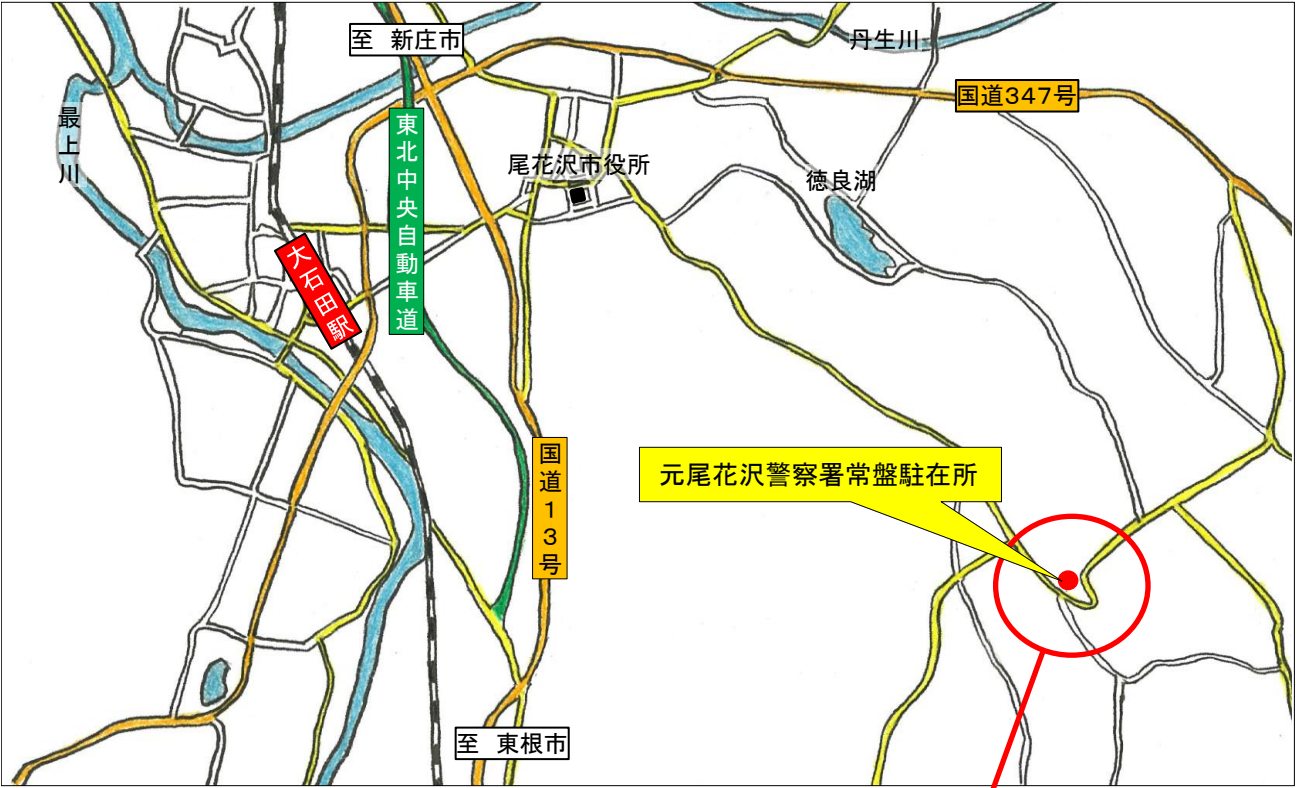 至 新庄市
丹生川
国道347号
最上川
東北中央自動車道
尾花沢市役所
徳良湖
大石田駅
国道13号
元尾花沢警察署常盤駐在所
至 東根市